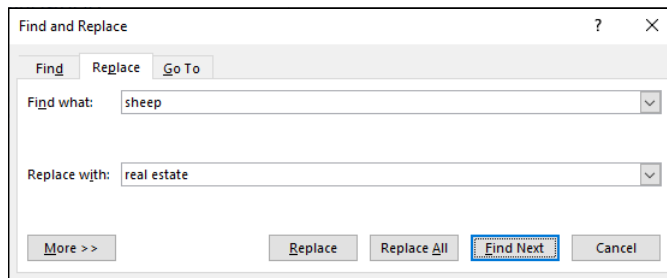 Find and Replace ?
Find Replace Go To
Find what: sheep
Replace with: real estate
More >> Replace Replace All Find Next Cancel